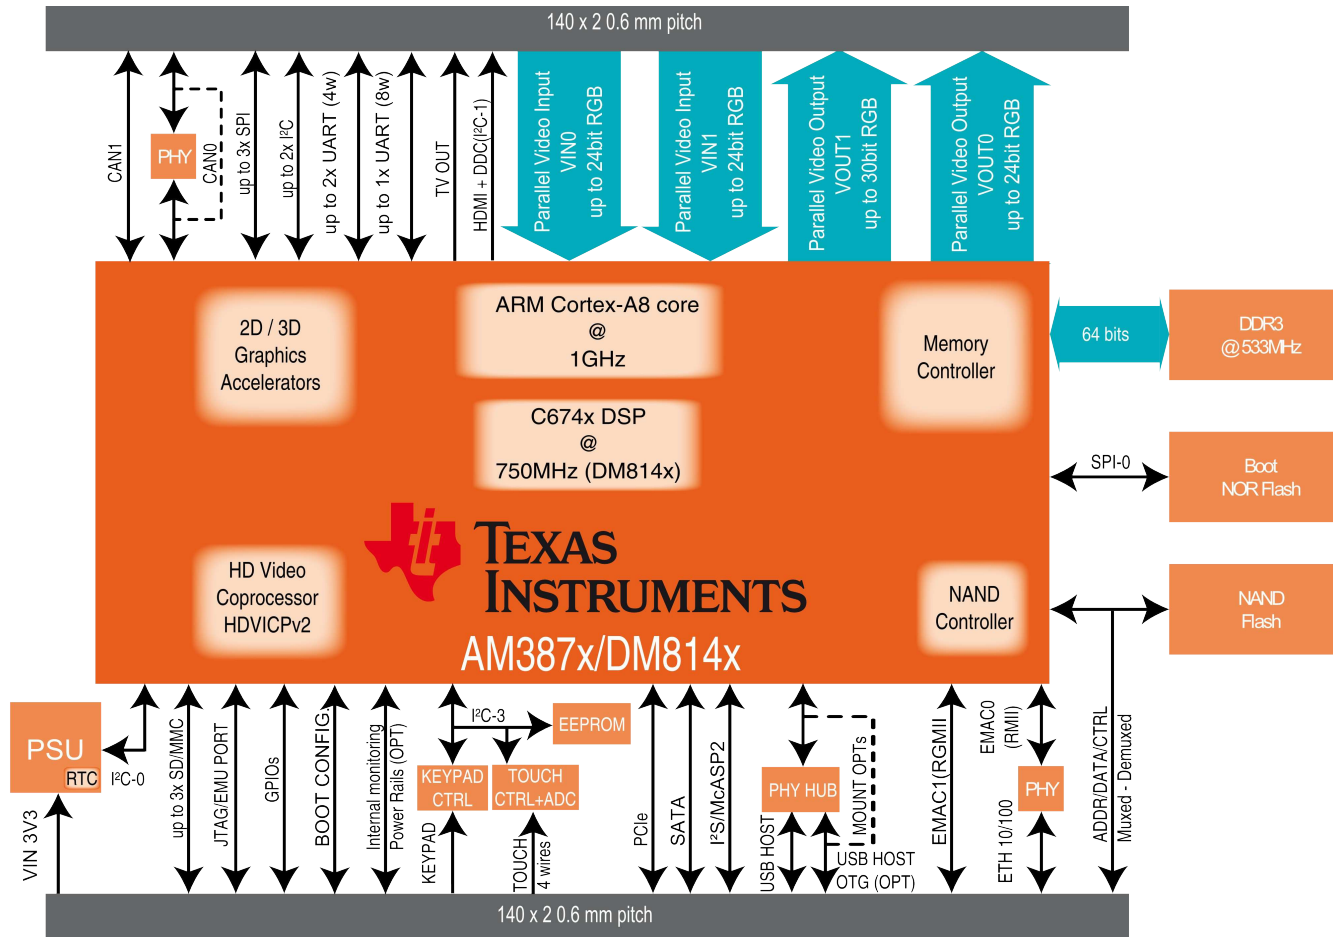 140 x 2 0.6 mm pitch
CAN1
PHY
CAN0
up to 3x SPI
up to 2x I²C
up to 2x UART (4w)
up to 1x UART (8w)
TV OUT
HDMI + DDC(I²C-1)
Parallel Video Input
VIN0
up to 24bit RGB
Parallel Video Input
VIN1
up to 24bit RGB
Parallel Video Output
VOUT1
up to 30bit RGB
Parallel Video Output
VOUT0
up to 24bit RGB
2D / 3D
Graphics
Accelerators
ARM Cortex-A8 core
@
1GHz
Memory
Controller
64 bits
DDR3
@ 533MHz
C674x DSP
@
750MHz (DM814x)
SPI-0
Boot
NOR Flash
TEXAS
INSTRUMENTS
HD Video
Coprocessor
HDVICPv2
NAND
Controller
NAND
Flash
AM387x/DM814x
PSU
RTC
I²C-0
VIN 3V3
up to 3x SD/MMC
JTAG/EMU PORT
GPIOs
BOOT CONFIG.
Internal monitoring
Power Rails (OPT)
I²C-3
EEPROM
KEYPAD
CTRL
TOUCH
CTRL+ADC
KEYPAD
TOUCH
4 wires
PCIe
SATA
I²S/McASP2
PHY HUB
MOUNT OPTs
USB HOST
USB HOST
OTG (OPT)
EMAC1(RGMII)
EMAC0
(RMII)
PHY
ETH 10/100
ADDR/DATA/CTRL
Muxed - Demuxed
140 x 2 0.6 mm pitch